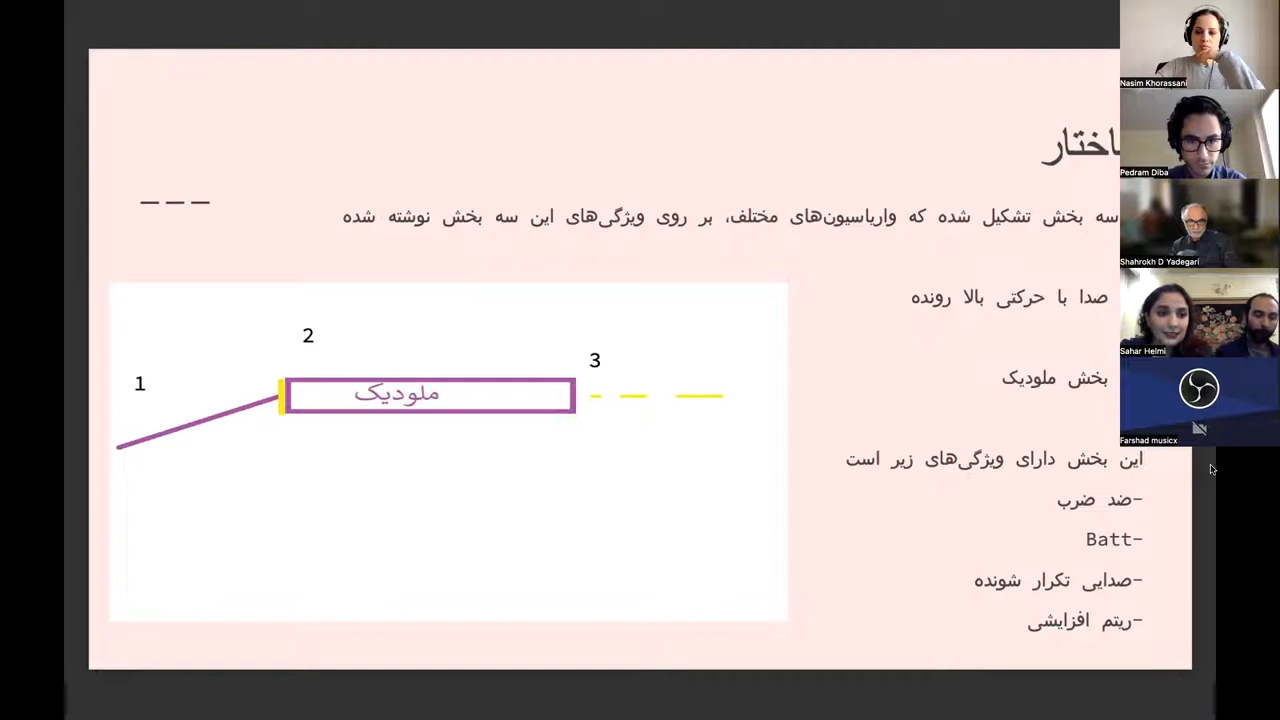 سه بخش تشکیل شده که واریاسیون‌های مختلف، بر روی ویژگی‌های این سه بخش نوشته شده
صدا با حرکتی بالا رونده
بخش ملودیک
این بخش دارای ویژگی‌های زیر است
-ضد ضرب
-Batt
-صدایی تکرار شونده
-ریتم افزایشی
1
2
ملودیک
3
Nasim Khorassani
Pedram Diba
Shahrokh D Yadegari
Sahar Helmi
Farshad musicx